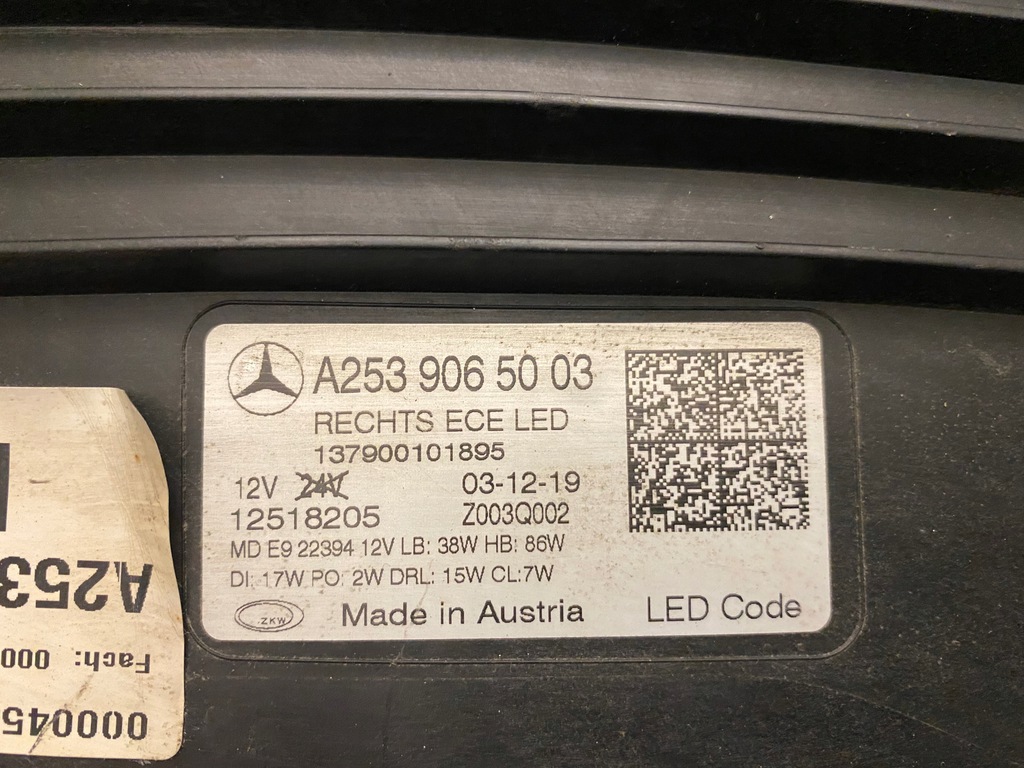 A253 906 50 03
RECHTS ECE LED
137900101895
12V 24V 03-12-19
12518205 Z003Q002
MD E9 22394 12V LB: 38W HB: 86W
DI: 17W PO: 2W DRL: 15W CL:7W
ZKW Made in Austria LED Code
000045
Fach: 000
A253